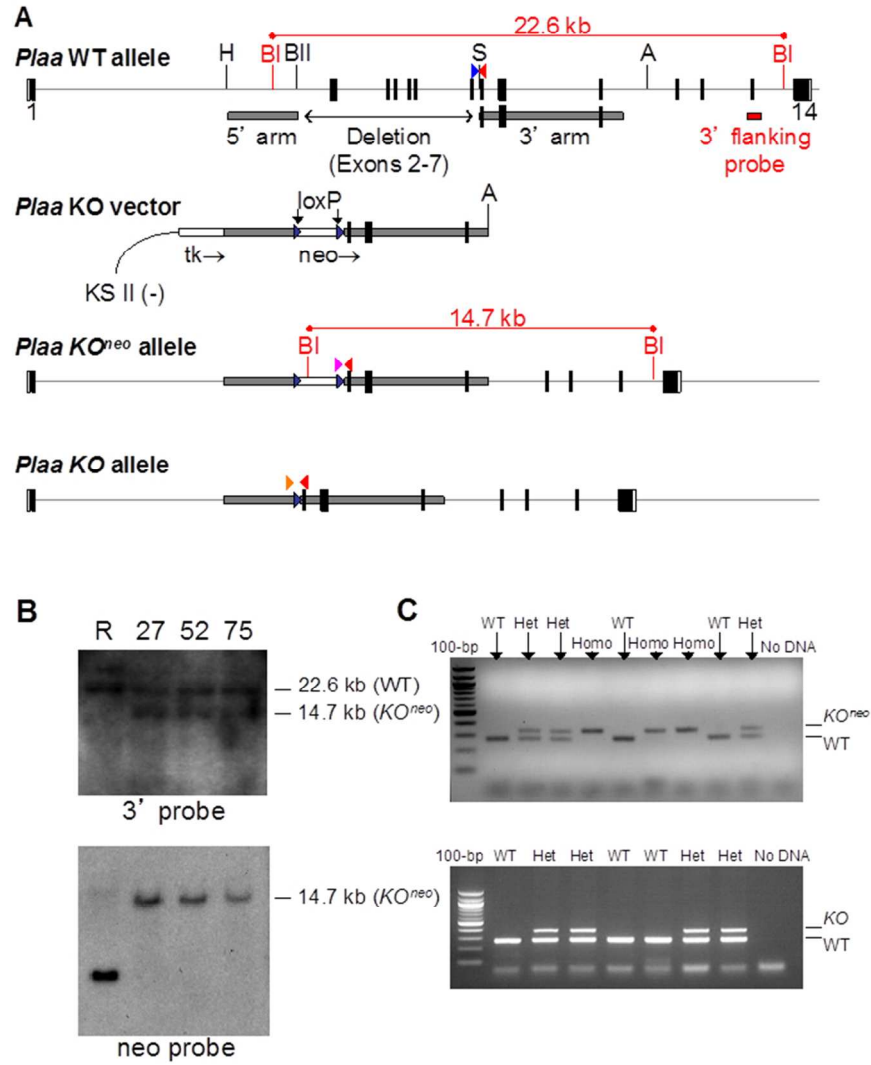 A
22.6 kb
Plaa WT allele
H BI BII S A BI
1 14
5' arm Deletion 3' arm 3' flanking
(Exons 2-7) probe
Plaa KO vector
loxP A
tk→ neo→
KS II (-)
14.7 kb
Plaa KOneo allele
BI BI
Plaa KO allele
B
R 27 52 75
22.6 kb (WT)
14.7 kb (KOneo)
3' probe
14.7 kb (KOneo)
neo probe
C
WT Het Het WT WT Het
100-bp Homo Homo Homo No DNA
KOneo
WT
100-bp WT Het Het WT WT Het Het No DNA
KO
WT